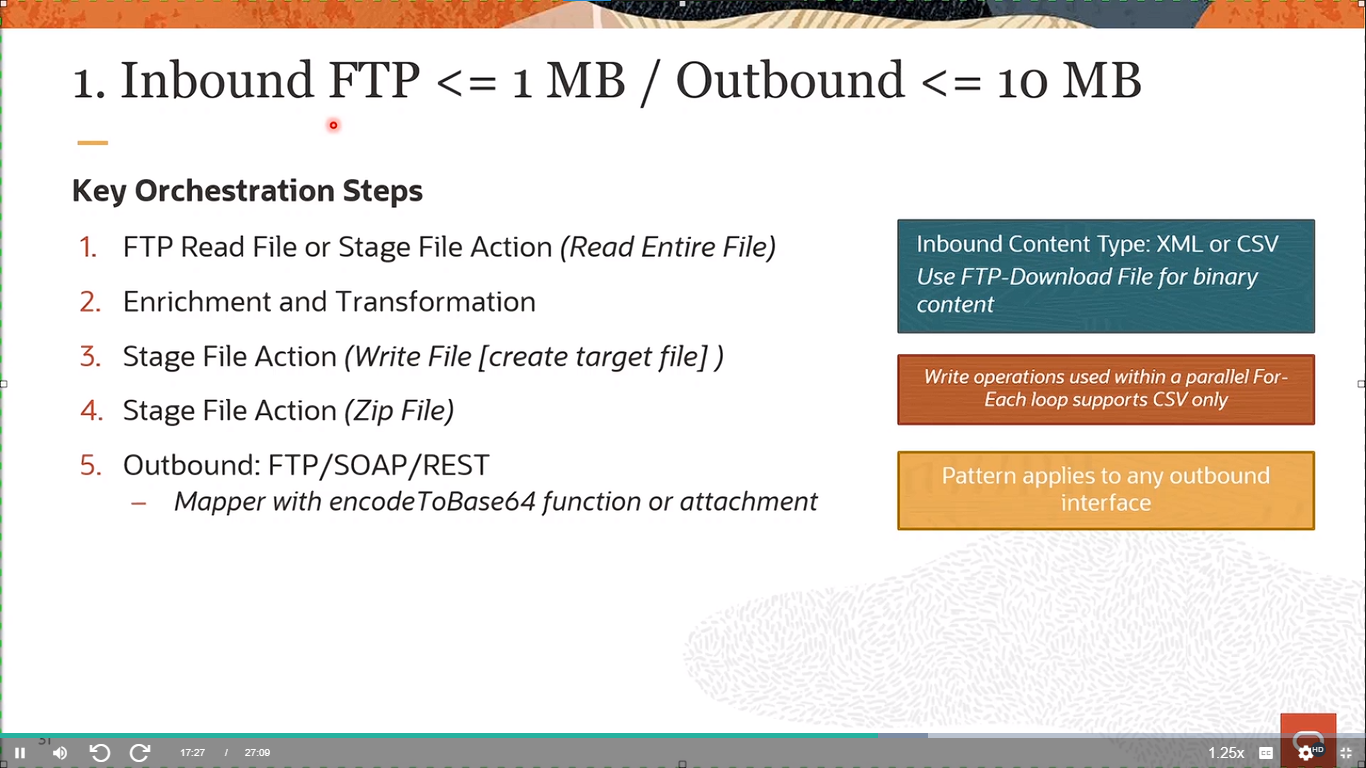 1. Inbound FTP <= 1 MB / Outbound <= 10 MB
Key Orchestration Steps
1. FTP Read File or Stage File Action (Read Entire File)
2. Enrichment and Transformation
3. Stage File Action (Write File [create target file] )
4. Stage File Action (Zip File)
5. Outbound: FTP/SOAP/REST
– Mapper with encodeToBase64 function or attachment
Inbound Content Type: XML or CSV
Use FTP-Download File for binary
content
Write operations used within a parallel For-
Each loop supports CSV only
Pattern applies to any outbound
interface
17:27 / 27:09
1.25x
CC
HD